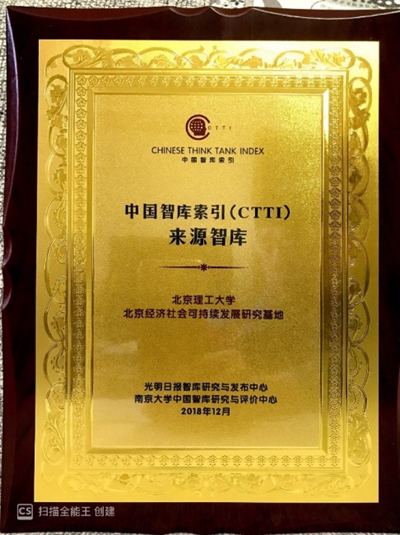 CTTI
CHINESE THINK TANK INDEX
中国智库索引
中国智库索引(CTTI)
来源智库
北京理工大学
北京经济社会可持续发展研究基地
光明日报智库研究与发布中心
南京大学中国智库研究与评价中心
2018年12月
CS 扫描全能王 创建